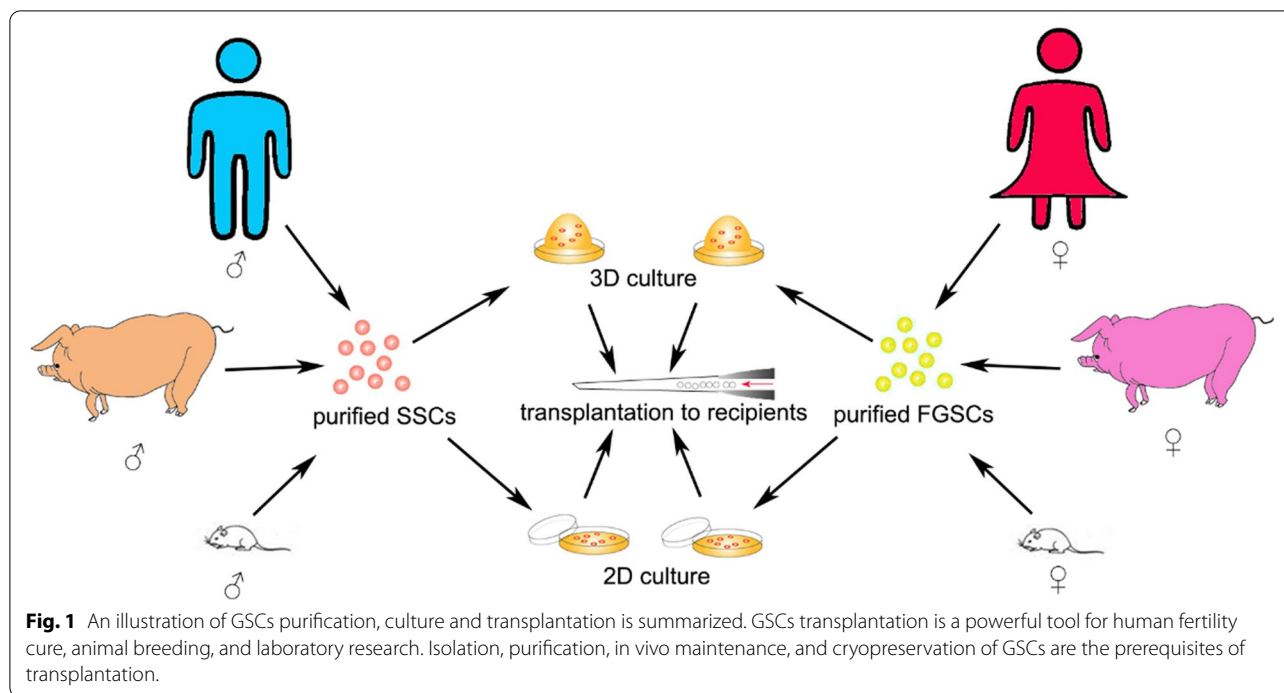 ♂
♀
3D culture
purified SSCs
transplantation to recipients
purified FGSCs
♂
♀
2D culture
♂
♀
Fig. 1 An illustration of GSCs purification, culture and transplantation is summarized. GSCs transplantation is a powerful tool for human fertility
cure, animal breeding, and laboratory research. Isolation, purification, in vivo maintenance, and cryopreservation of GSCs are the prerequisites of
transplantation.